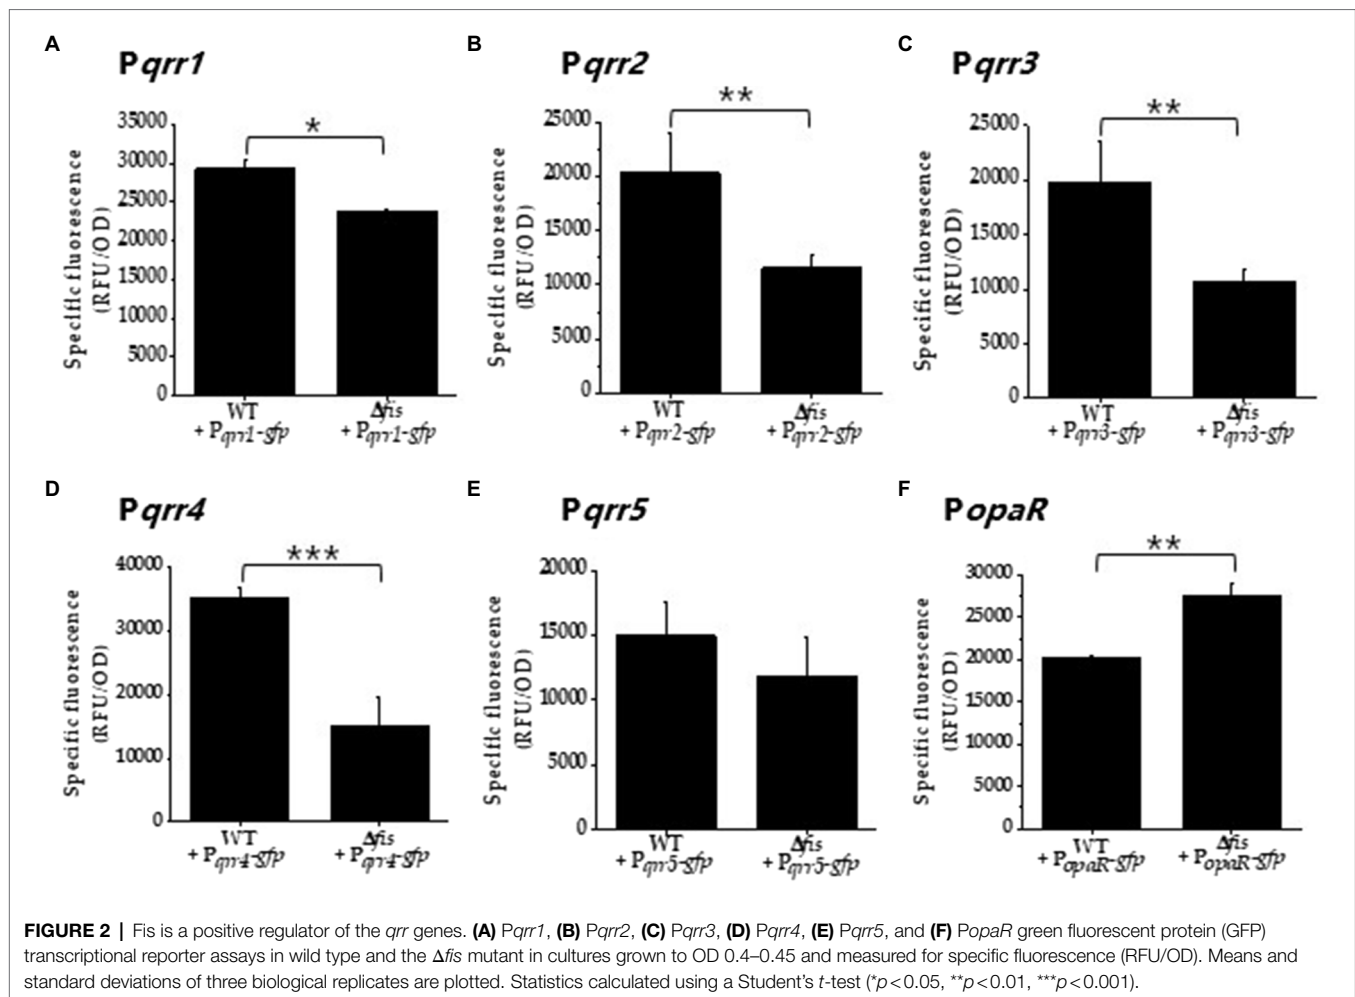 A
Pqrr1
35000
30000
25000
20000
15000
10000
5000
0
Specific fluorescence
(RFU/OD)
*
WT
+ Pqrr1-gfp
Δfis
+ Pqrr1-gfp
B
Pqrr2
25000
20000
15000
10000
5000
0
Specific fluorescence
(RFU/OD)
**
WT
+ Pqrr2-gfp
Δfis
+ Pqrr2-gfp
C
Pqrr3
25000
20000
15000
10000
5000
0
Specific fluorescence
(RFU/OD)
**
WT
+ Pqrr3-gfp
Δfis
+ Pqrr3-gfp
D
Pqrr4
40000
30000
20000
10000
0
Specific fluorescence
(RFU/OD)
***
WT
+ Pqrr4-gfp
Δfis
+ Pqrr4-gfp
E
Pqrr5
20000
15000
10000
5000
0
Specific fluorescence
(RFU/OD)
WT
+ Pqrr5-gfp
Δfis
+ Pqrr5-gfp
F
PopaR
30000
25000
20000
15000
10000
5000
0
Specific fluorescence
(RFU/OD)
**
WT
+ PopaR-gfp
Δfis
+ PopaR-gfp
FIGURE 2 | Fis is a positive regulator of the qrr genes. (A) Pqrr1, (B) Pqrr2, (C) Pqrr3, (D) Pqrr4, (E) Pqrr5, and (F) PopaR green fluorescent protein (GFP)
transcriptional reporter assays in wild type and the Δfis mutant in cultures grown to OD 0.4–0.45 and measured for specific fluorescence (RFU/OD). Means and
standard deviations of three biological replicates are plotted. Statistics calculated using a Student's t-test (*p<0.05, **p<0.01, ***p<0.001).